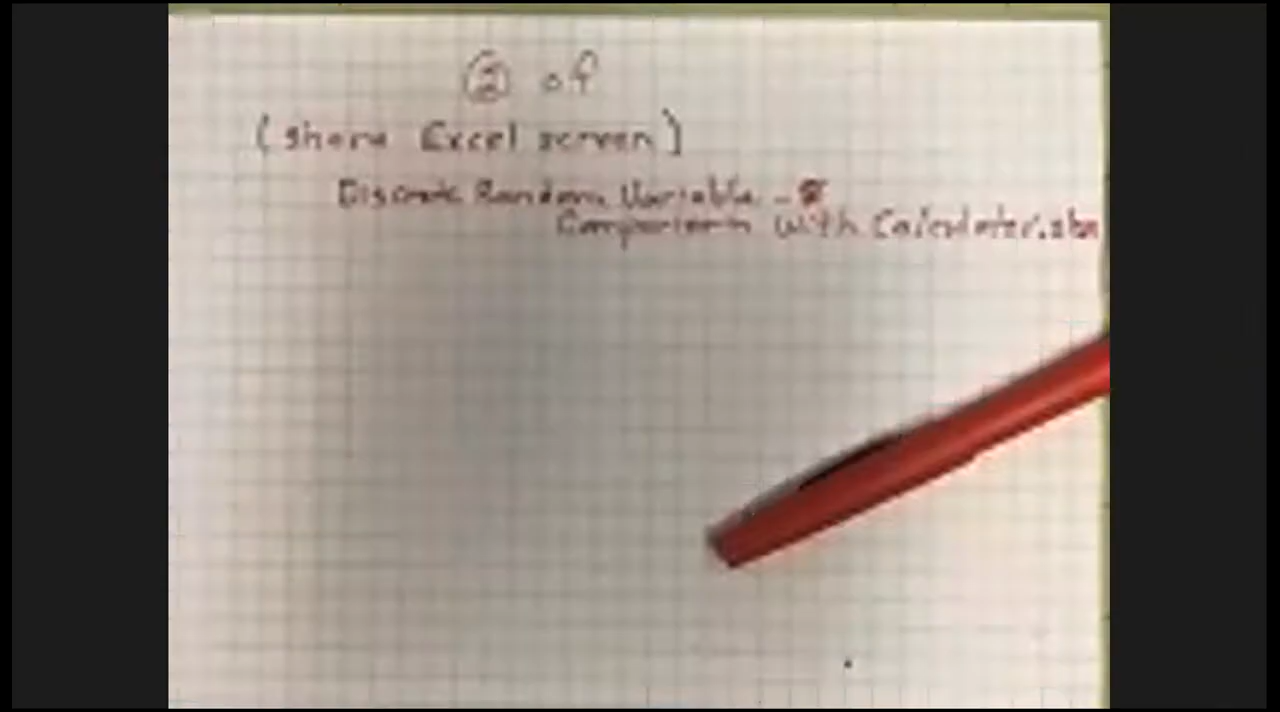 ② of
(Share Excel screen)
Discrete Random Variable -
Comparison with Calculator.